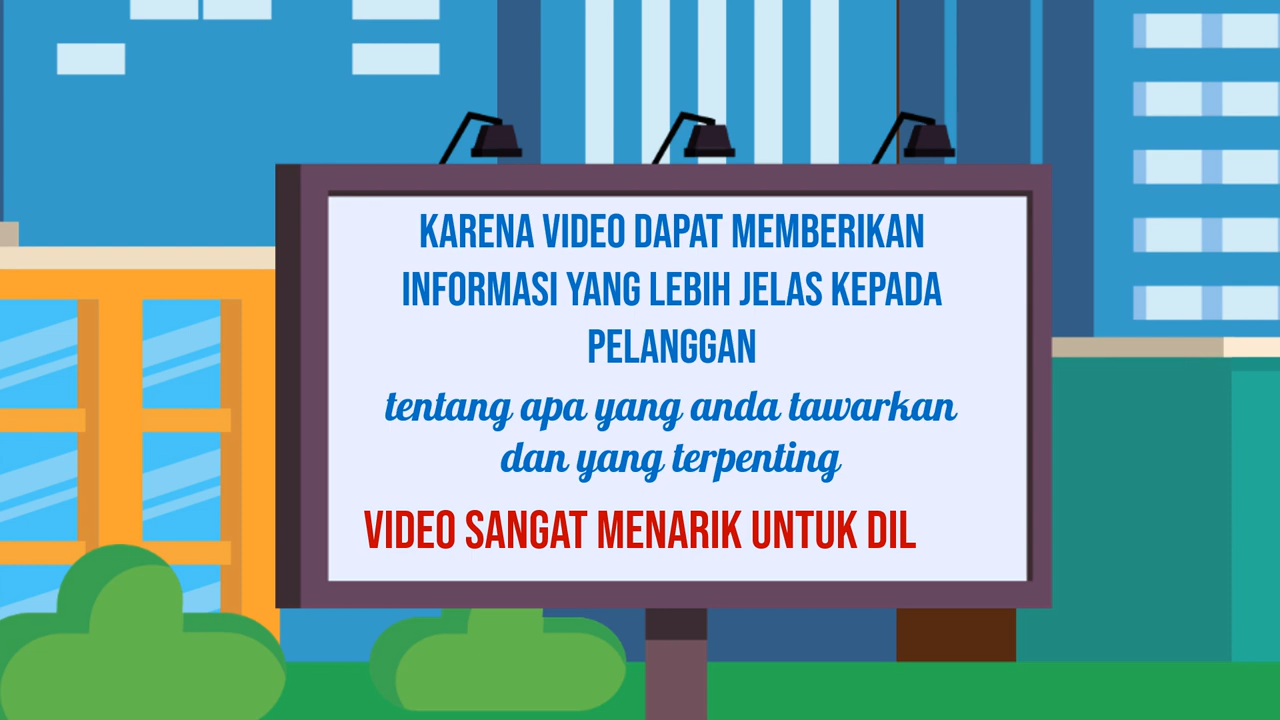 KARENA VIDEO DAPAT MEMBERIKAN
INFORMASI YANG LEBIH JELAS KEPADA
PELANGGAN
tentang apa yang anda tawarkan
dan yang terpenting
VIDEO SANGAT MENARIK UNTUK DIL